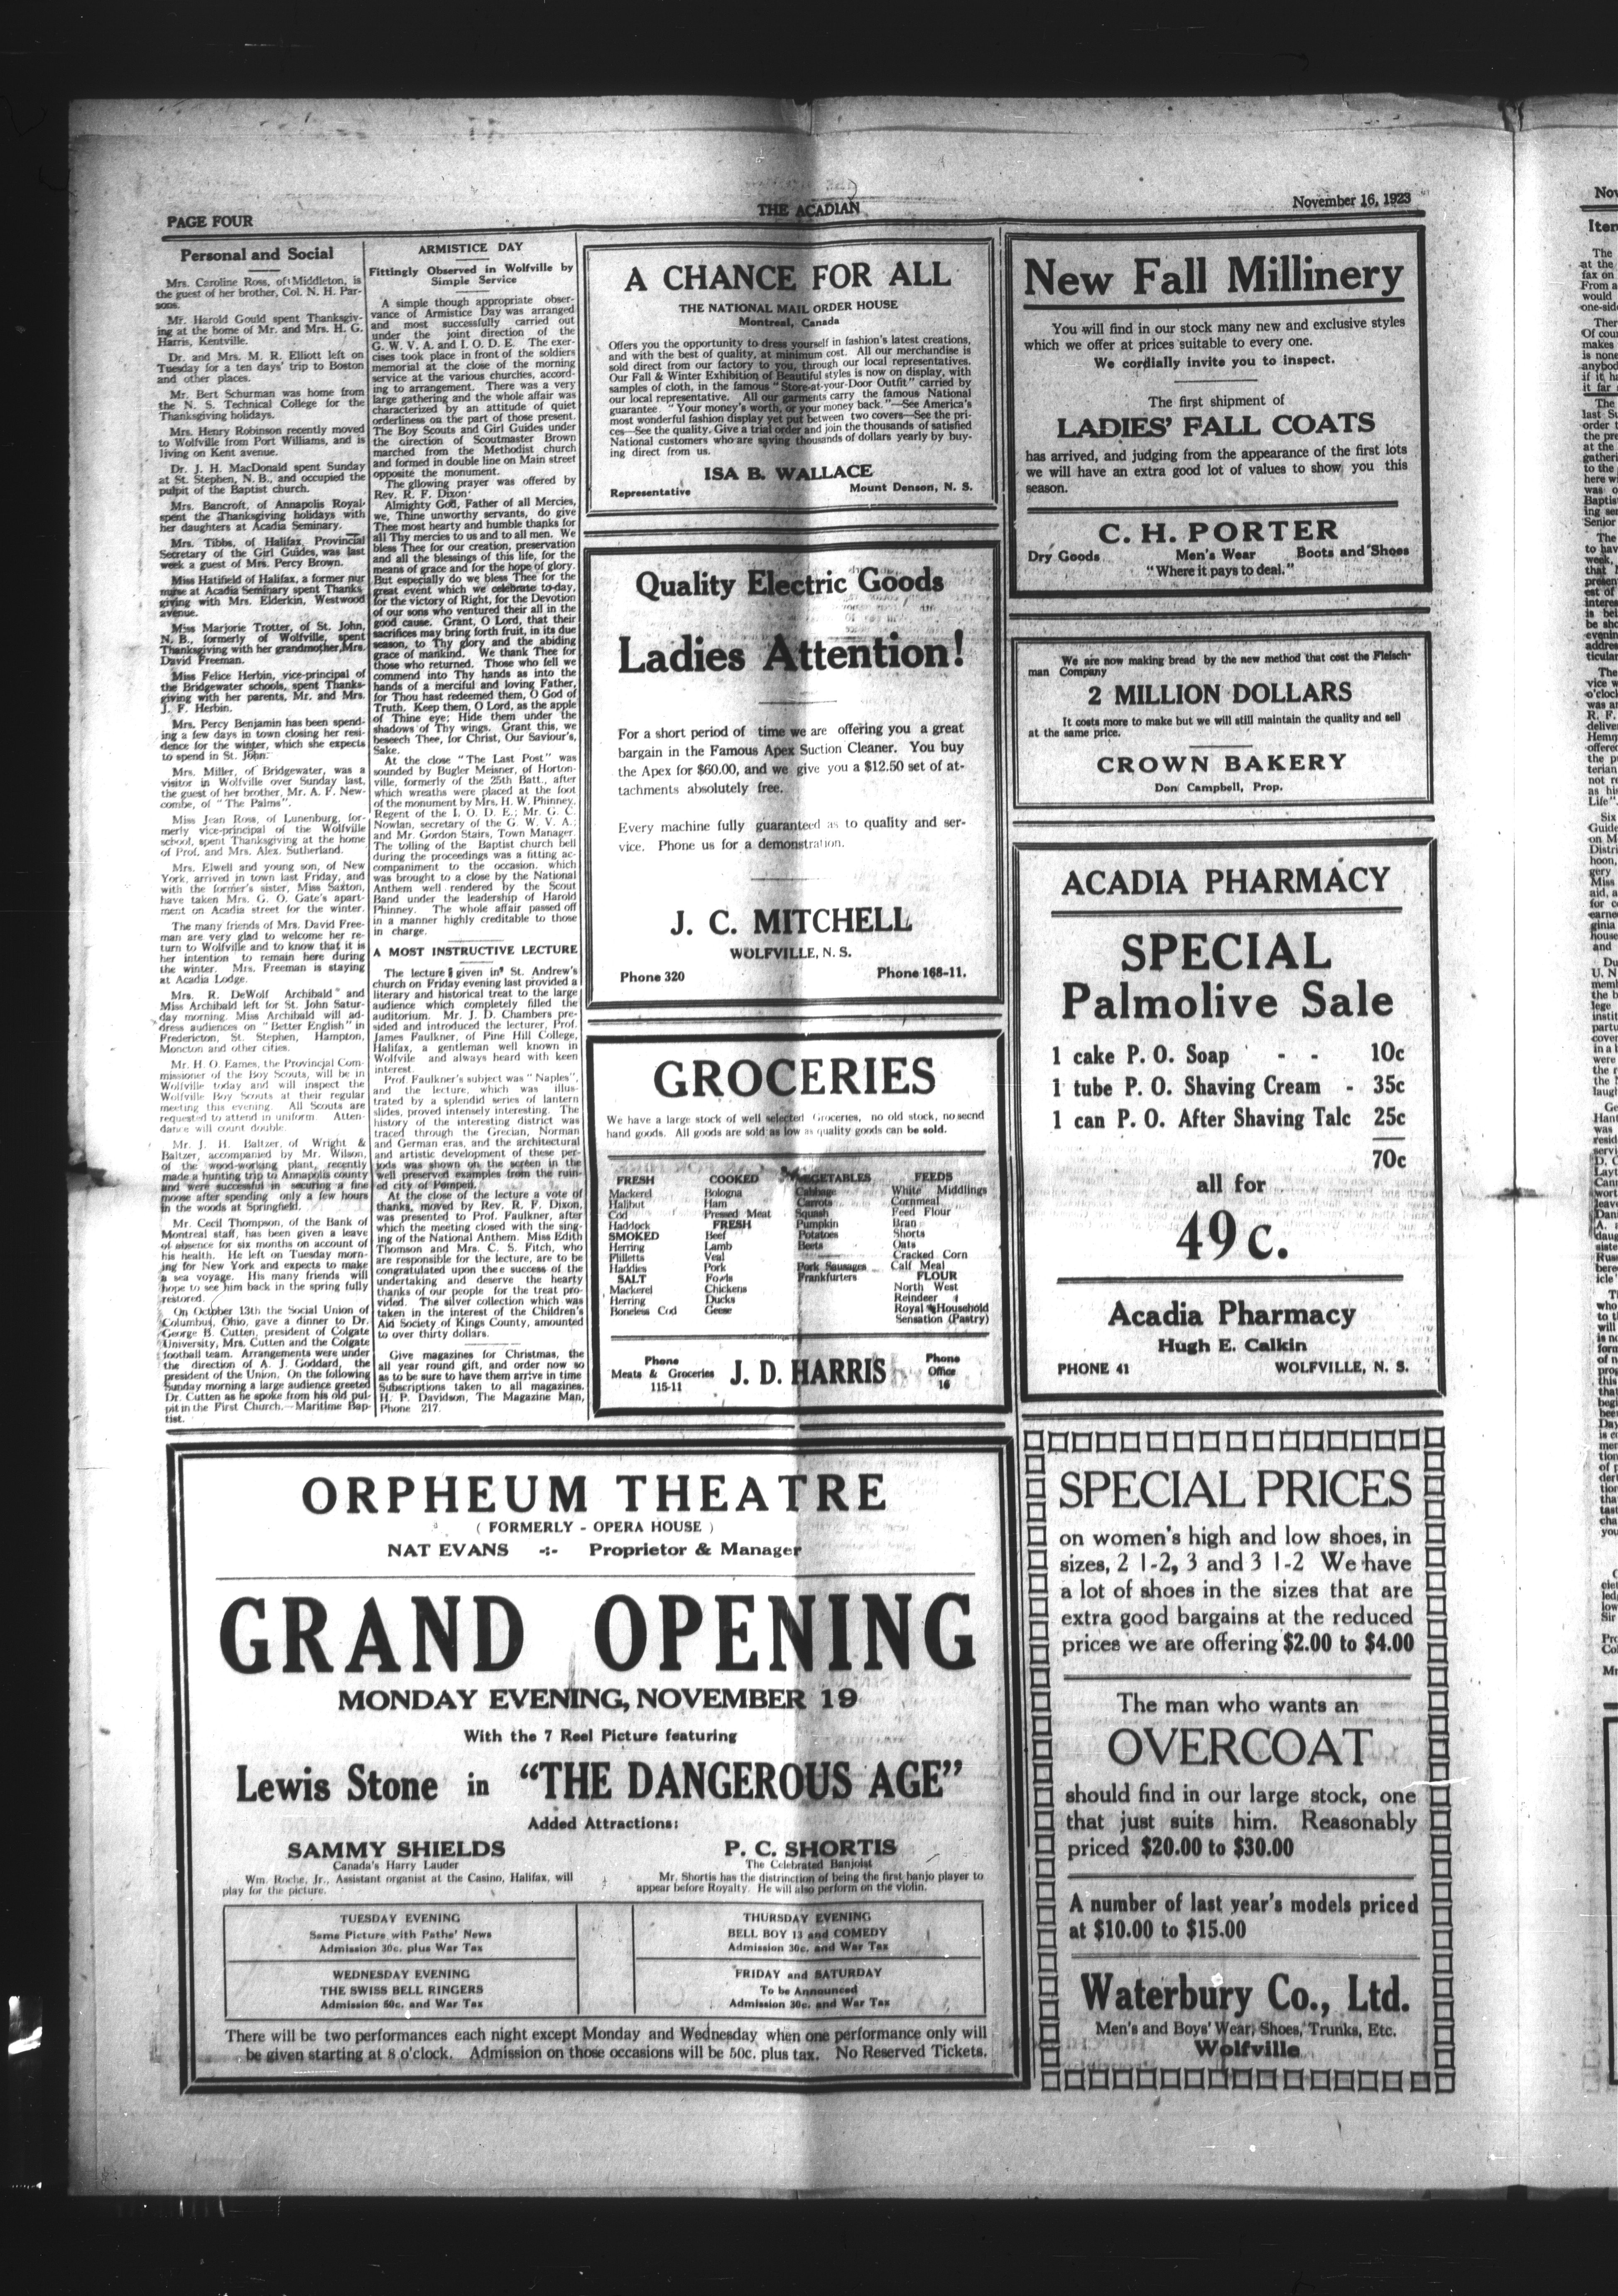 PAGE FOUR
THE ACADIAN
November 16, 1923
Personal and Social
Mrs. Caroline Ross, of Middleton, is
the guest of her brother, Col. N. H. Par-
sons.
Mr. Harold Gould spent Thanksgiv-
ing at the home of Mr. and Mrs. H. G.
Harris, Kentville.
Dr. and Mrs. M. R. Elliott left on
Tuesday for a ten days' trip to Boston
and other places.
Mr. Bert Schurman was home from
the N. S. Technical College for the
Thanksgiving holidays.
Mrs. Henry Robinson recently moved
to Wolfville from Port Williams, and is
living on Kent avenue.
Dr. J. H. MacDonald spent Sunday
at St. Stephen, N. B., and occupied the
pulpit of the Baptist church.
Mrs. Bancroft, of Annapolis Royal
spent the Thanksgiving holidays with
her daughters at Acadia Seminary.
Mrs. Tibbs, of Halifax, Provincial
Secretary of the Girl Guides, was last
week a guest of Mrs. Percy Brown.
Miss Hatifield of Halifax, a former nur
nurse at Acadia Seminary spent Thanks-
giving with Mrs. Elderkin, Westwood
avenue.
Miss Marjorie Trotter, of St. John,
N. B., formerly of Wolfville, spent
Thanksgiving with her grandmother, Mrs.
David Freeman.
Miss Felice Herbin, vice-principal of
the Bridgewater schools, spent Thanks-
giving with her parents, Mr. and Mrs.
J. F. Herbin.
Mrs. Percy Benjamin has been spend-
ing a few days in town closing her resi-
dence for the winter, which she expects
to spend in St. John.
Mrs. Miller, of Bridgewater, was a
visitor in Wolfville over Sunday last,
the guest of her brother, Mr. A. F. New-
combe, of "The Palms".
Miss Jean Ross, of Lunenburg, for-
merly vice-principal of the Wolfville
school, spent Thanksgiving at the home
of Prof. and Mrs. Alex. Sutherland.
Mrs. Elwell and young son, of New
York, arrived in town last Friday, and
with the former's sister, Miss Saxton,
have taken Mrs. G. O. Gate's apart-
ment on Acadia street for the winter.
The many friends of Mrs. David Free-
man are very glad to welcome her re-
turn to Wolfville and to know that it is
her intention to remain here during
the winter. Mrs. Freeman is staying
at Acadia Lodge.
Mrs. R. DeWolf Archibald and
Miss Archibald left for St. John Satur-
day morning. Miss Archibald will ad-
dress audiences on "Better English" in
Fredericton, St. Stephen, Hampton,
Moncton and other cities.
Mr. H. O. Eames, the Provincial Com-
missioner of the Boy Scouts, will be in
Wolfville today and will inspect the
Wolfville Boy Scouts at their regular
meeting this evening. All Scouts are
requested to attend in uniform. Atten-
dance will count double.
Mr. J. H. Baltzer, of Wright &
Baltzer, accompanied by Mr. Wilson,
of the wood-working plant, recently
made a hunting trip to Annapolis county
and were successful in securing a fine
moose after spending only a few hours
in the woods at Springfield.
Mr. Cecil Thompson, of the Bank of
Montreal staff, has been given a leave
of absence for six months on account of
his health. He left on Tuesday morn-
ing for New York and expects to make
a sea voyage. His many friends will
hope to see him back in the spring fully
restored.
On October 13th the Social Union of
Columbus, Ohio, gave a dinner to Dr.
George B. Cutten, president of Colgate
University, Mrs. Cutten and the Colgate
football team. Arrangements were under
the direction of A. J. Goddard, the
president of the Union. On the following
Sunday morning a large audience greeted
Dr. Cutten as he spoke from his old pul-
pit in the First Church.—Maritime Bap-
tist.
ARMISTICE DAY
Fittingly Observed in Wolfville by
Simple Service
A simple though appropriate obser-
vance of Armistice Day was arranged
and most successfully carried out
under the joint direction of the
G. W. V. A. and I. O. D. E. The exer-
cises took place in front of the soldiers
memorial at the close of the morning
service at the various churches, accord-
ing to arrangement. There was a very
large gathering and the whole affair was
characterized by an attitude of quiet
orderliness on the part of those present.
The Boy Scouts and Girl Guides under
the direction of Scoutmaster Brown
marched from the Methodist church
and formed in double line on Main street
opposite the monument.
The gllowing prayer was offered by
Rev. R. F. Dixon:
Almighty God, Father of all Mercies,
we, Thine unworthy servants, do give
Thee most hearty and humble thanks for
all Thy mercies to us and to all men. We
bless Thee for our creation, preservation
and all the blessings of this life, for the
means of grace and for the hope of glory.
But especially do we bless Thee for the
great event which we celebrate to-day,
for the victory of Right, for the Devotion
of our sons who ventured their all in the
good cause. Grant, O Lord, that their
sacrifices may bring forth fruit, in its due
season, to Thy glory and the abiding
grace of mankind. We thank Thee for
those who returned. Those who fell we
commend into Thy hands as into the
hands of a merciful and loving Father,
for Thou hast redeemed them, O God of
Truth. Keep them, O Lord, as the apple
of Thine eye; Hide them under the
shadows of Thy wings. Grant this, we
beseech Thee, for Christ, Our Saviour's,
Sake.
At the close "The Last Post" was
sounded by Bugler Meisner, of Horton-
ville, formerly of the 25th Batt., after
which wreaths were placed at the foot
of the monument by Mrs. H. W. Phinney,
Regent of the I. O. D. E.; Mr. G. C.
Nowlan, secretary of the G. W. V. A.;
and Mr. Gordon Stairs, Town Manager.
The tolling of the Baptist church bell
during the proceedings was a fitting ac-
companiment to the occasion, which
was brought to a close by the National
Anthem well rendered by the Scout
Band under the leadership of Harold
Phinney. The whole affair passed off
in a manner highly creditable to those
in charge.
A MOST INSTRUCTIVE LECTURE
The lecture given in St. Andrew's
church on Friday evening last provided a
literary and historical treat to the large
audience which completely filled the
auditorium. Mr. J. D. Chambers pre-
sided and introduced the lecturer, Prof.
James Faulkner, of Pine Hill College,
Halifax, a gentleman well known in
Wolfville and always heard with keen
interest.
Prof. Faulkner's subject was "Naples",
and the lecture, which was illus-
trated by a splendid series of lantern
slides, proved intensely interesting. The
history of the interesting district was
traced through the Grecian, Norman
and German eras, and the architectural
and artistic development of these per-
iods was shown on the screen in the
well preserved examples from the ruin-
ed city of Pompeii.
At the close of the lecture a vote of
thanks, moved by Rev. R. F. Dixon,
was presented to Prof. Faulkner, after
which the meeting closed with the sing-
ing of the National Anthem. Miss Edith
Thomson and Mrs. C. S. Fitch, who
are responsible for the lecture, are to be
congratulated upon thee success of the
undertaking and deserve the hearty
thanks of our people for the treat pro-
vided. The silver collection which was
taken in the interest of the Children's
Aid Society of Kings County, amounted
to over thirty dollars.
Give magazines for Christmas, the
all year round gift, and order now so
as to be sure to have them arrive in time
Subscriptions taken to all magazines.
H. P. Davidson, The Magazine Man,
Phone 217.
A CHANCE FOR ALL
THE NATIONAL MAIL ORDER HOUSE
Montreal, Canada
Offers you the opportunity to dress yourself in fashion's latest creations,
and with the best of quality, at minimum cost. All our merchandise is
sold direct from our factory to you, through our local representatives.
Our Fall & Winter Exhibition of Beautiful styles is now on display, with
samples of cloth, in the famous "Store-at-your-Door Outfit" carried by
our local representative. All our garments carry the famous National
guarantee. "Your money's worth, or your money back."—See America's
most wonderful fashion display yet put between two covers—See the pri-
ces—See the quality. Give a trial order and join the thousands of satisfied
National customers who are saving thousands of dollars yearly by buy-
ing direct from us.
ISA B. WALLACE
Representative Mount Denson, N. S.
Quality Electric Goods
Ladies Attention!
For a short period of time we are offering you a great
bargain in the Famous Apex Suction Cleaner. You buy
the Apex for $60.00, and we give you a $12.50 set of at-
tachments absolutely free.
Every machine fully guaranteed as to quality and ser-
vice. Phone us for a demonstration.
J. C. MITCHELL
WOLFVILLE, N. S.
Phone 320 Phone 168-11.
GROCERIES
We have a large stock of well selected Groceries, no old stock, no secnd
hand goods. All goods are sold as low as quality goods can be sold.
FRESH
Mackerel
Halibut
Cod
Haddock
SMOKED
Herring
Filletts
Haddies
SALT
Mackerel
Herring
Boneless Cod
COOKED
Bologna
Ham
Pressed Meat
FRESH
Beef
Lamb
Veal
Pork
Fowls
Chickens
Ducks
Geese
VEGETABLES
Cabbage
Carrots
Squash
Pumpkin
Potatoes
Beets
Pork Sausages
Frankfurters
FEEDS
White Middlings
Cornmeal
Feed Flour
Bran
Shorts
Oats
Cracked Corn
Calf Meal
FLOUR
North West
Reindeer
Royal Household
Sensation (Pastry)
Phone
Meats & Groceries
115-11
J. D. HARRIS
Phone
Office
16
New Fall Millinery
You will find in our stock many new and exclusive styles
which we offer at prices suitable to every one.
We cordially invite you to inspect.
The first shipment of
LADIES' FALL COATS
has arrived, and judging from the appearance of the first lots
we will have an extra good lot of values to show you this
season.
C. H. PORTER
Dry Goods Men's Wear Boots and Shoes
"Where it pays to deal."
We are now making bread by the new method that cost the Fleisch-
man Company
2 MILLION DOLLARS
It costs more to make but we will still maintain the quality and sell
at the same price.
CROWN BAKERY
Don Campbell, Prop.
ACADIA PHARMACY
SPECIAL
Palmolive Sale
1 cake P. O. Soap - - 10c
1 tube P. O. Shaving Cream - 35c
1 can P. O. After Shaving Talc 25c
70c
all for
49c.
Acadia Pharmacy
Hugh E. Calkin
PHONE 41 WOLFVILLE, N. S.
ORPHEUM THEATRE
( FORMERLY - OPERA HOUSE )
NAT EVANS -:- Proprietor & Manager
GRAND OPENING
MONDAY EVENING, NOVEMBER 19
With the 7 Reel Picture featuring
Lewis Stone in "THE DANGEROUS AGE"
Added Attractions:
SAMMY SHIELDS
Canada's Harry Lauder
Wm. Roche, Jr., Assistant organist at the Casino, Halifax, will
play for the picture.
P. C. SHORTIS
The Celebrated Banjoist
Mr. Shortis has the distrinction of being the first banjo player to
appear before Royalty. He will also perform on the violin.
TUESDAY EVENING
Same Picture with Pathe' News
Admission 30c. plus War Tax
THURSDAY EVENING
BELL BOY 13 and COMEDY
Admission 30c. and War Tax
WEDNESDAY EVENING
THE SWISS BELL RINGERS
Admission 50c. and War Tax
FRIDAY and SATURDAY
To be Announced
Admission 30c. and War Tax
There will be two performances each night except Monday and Wednesday when one performance only will
be given starting at 8 o'clock. Admission on those occasions will be 50c. plus tax. No Reserved Tickets.
SPECIAL PRICES
on women's high and low shoes, in
sizes, 2 1-2, 3 and 3 1-2 We have
a lot of shoes in the sizes that are
extra good bargains at the reduced
prices we are offering $2.00 to $4.00
The man who wants an
OVERCOAT
should find in our large stock, one
that just suits him. Reasonably
priced $20.00 to $30.00
A number of last year's models priced
at $10.00 to $15.00
Waterbury Co., Ltd.
Men's and Boys' Wear, Shoes, Trunks, Etc.
Wolfville